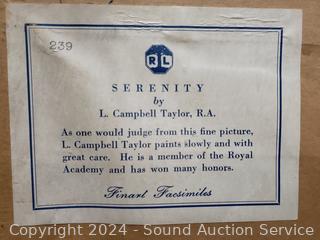 239
RL
SERENITY
by
L. Campbell Taylor, R.A.
As one would judge from this fine picture,
L. Campbell Taylor paints slowly and with
great care. He is a member of the Royal
Academy and has won many honors.
Finart Facsimiles
Copyright 2024 - Sound Auction Service